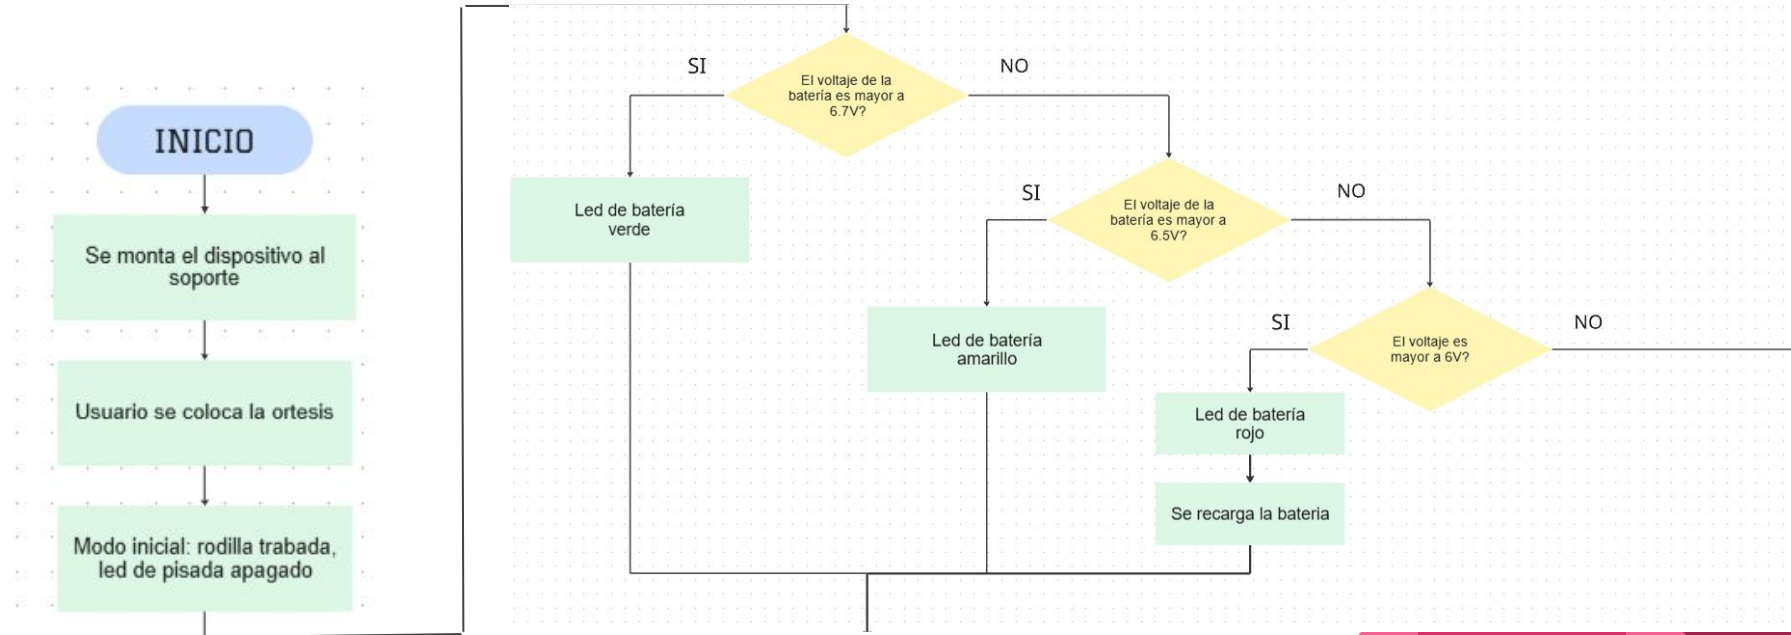 INICIO
Se monta el dispositivo al
soporte
Usuario se coloca la ortesis
Modo inicial: rodilla trabada,
led de pisada apagado
El voltaje de la
batería es mayor a
6.7V?
SI
NO
Led de batería
verde
El voltaje de la
batería es mayor a
6.5V?
SI
NO
Led de batería
amarillo
El voltaje es
mayor a 6V?
SI
NO
Led de batería
rojo
Se recarga la bateria